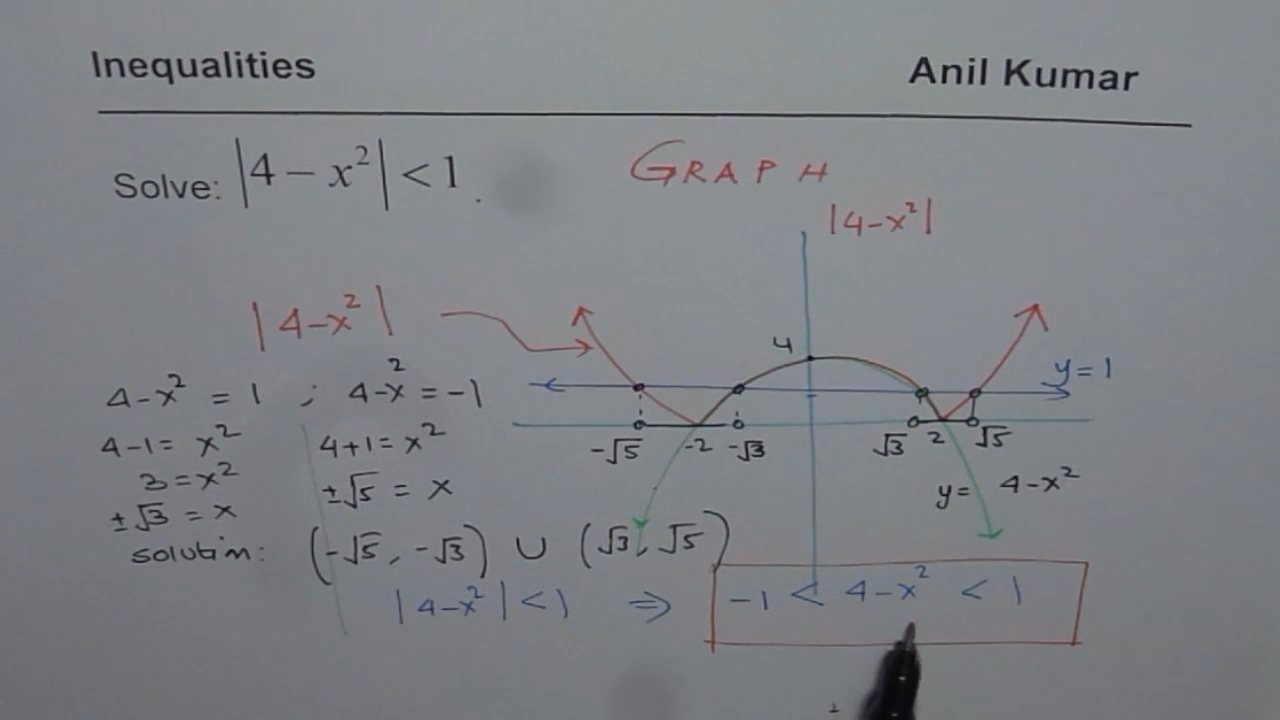 Inequalities
Anil Kumar
Solve: |4 − x²| < 1 .
GRAPH
|4-x²|
|4-x²|
4
y=1
4-x² = 1 ; 4-x² = -1
4-1 = x²
4+1 = x²
-√5 -2 -√3 √3 2 √5
3 = x²
±√5 = x
y = 4-x²
±√3 = x
solution: (-√5, -√3) ∪ (√3, √5)
|4-x²| < 1 ⇒ -1 < 4-x² < 1